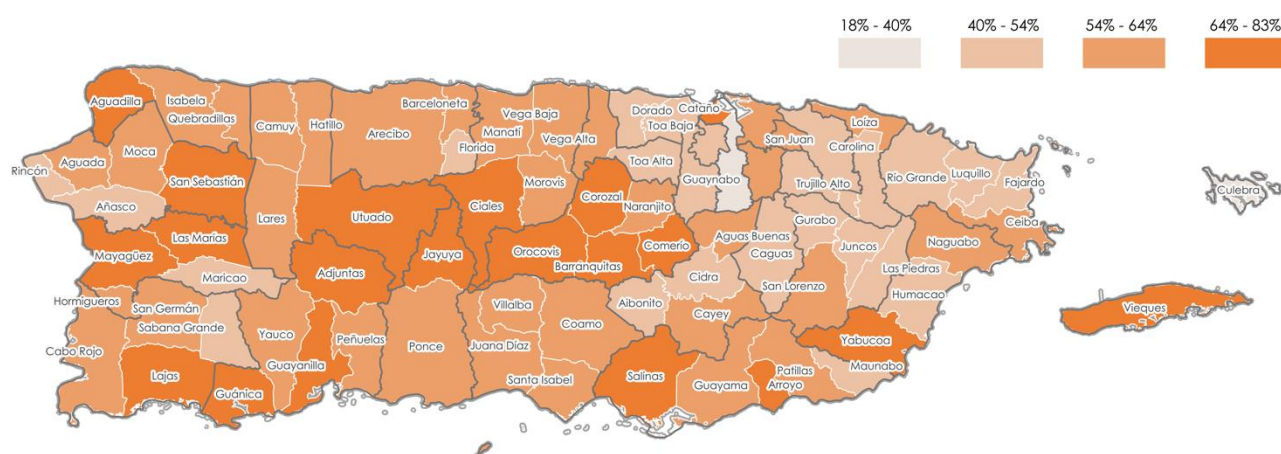 18% - 40%
40% - 54%
54% - 64%
64% - 83%
Aguadilla
Isabela
Quebradillas
Camuy
Hatillo
Arecibo
Barceloneta
Florida
Manatí
Vega Baja
Vega Alta
Dorado
Toa Baja
Cataño
Toa Alta
Guaynabo
San Juan
Trujillo Alto
Carolina
Loíza
Río Grande
Luquillo
Fajardo
Culebra
Rincón
Aguada
Moca
San Sebastián
Añasco
Lares
Utuado
Ciales
Morovis
Corozal
Naranjito
Mayagüez
Las Marías
Maricao
Adjuntas
Jayuya
Orocovis
Barranquitas
Comerío
Aguas Buenas
Gurabo
Caguas
Juncos
Cidra
San Lorenzo
Las Piedras
Humacao
Naguabo
Ceiba
Vieques
Hormigueros
San Germán
Sabana Grande
Cabo Rojo
Lajas
Guánica
Yauco
Guayanilla
Peñuelas
Ponce
Villalba
Juana Díaz
Coamo
Santa Isabel
Aibonito
Cayey
Salinas
Guayama
Patillas
Arroyo
Yabucoa
Maunabo